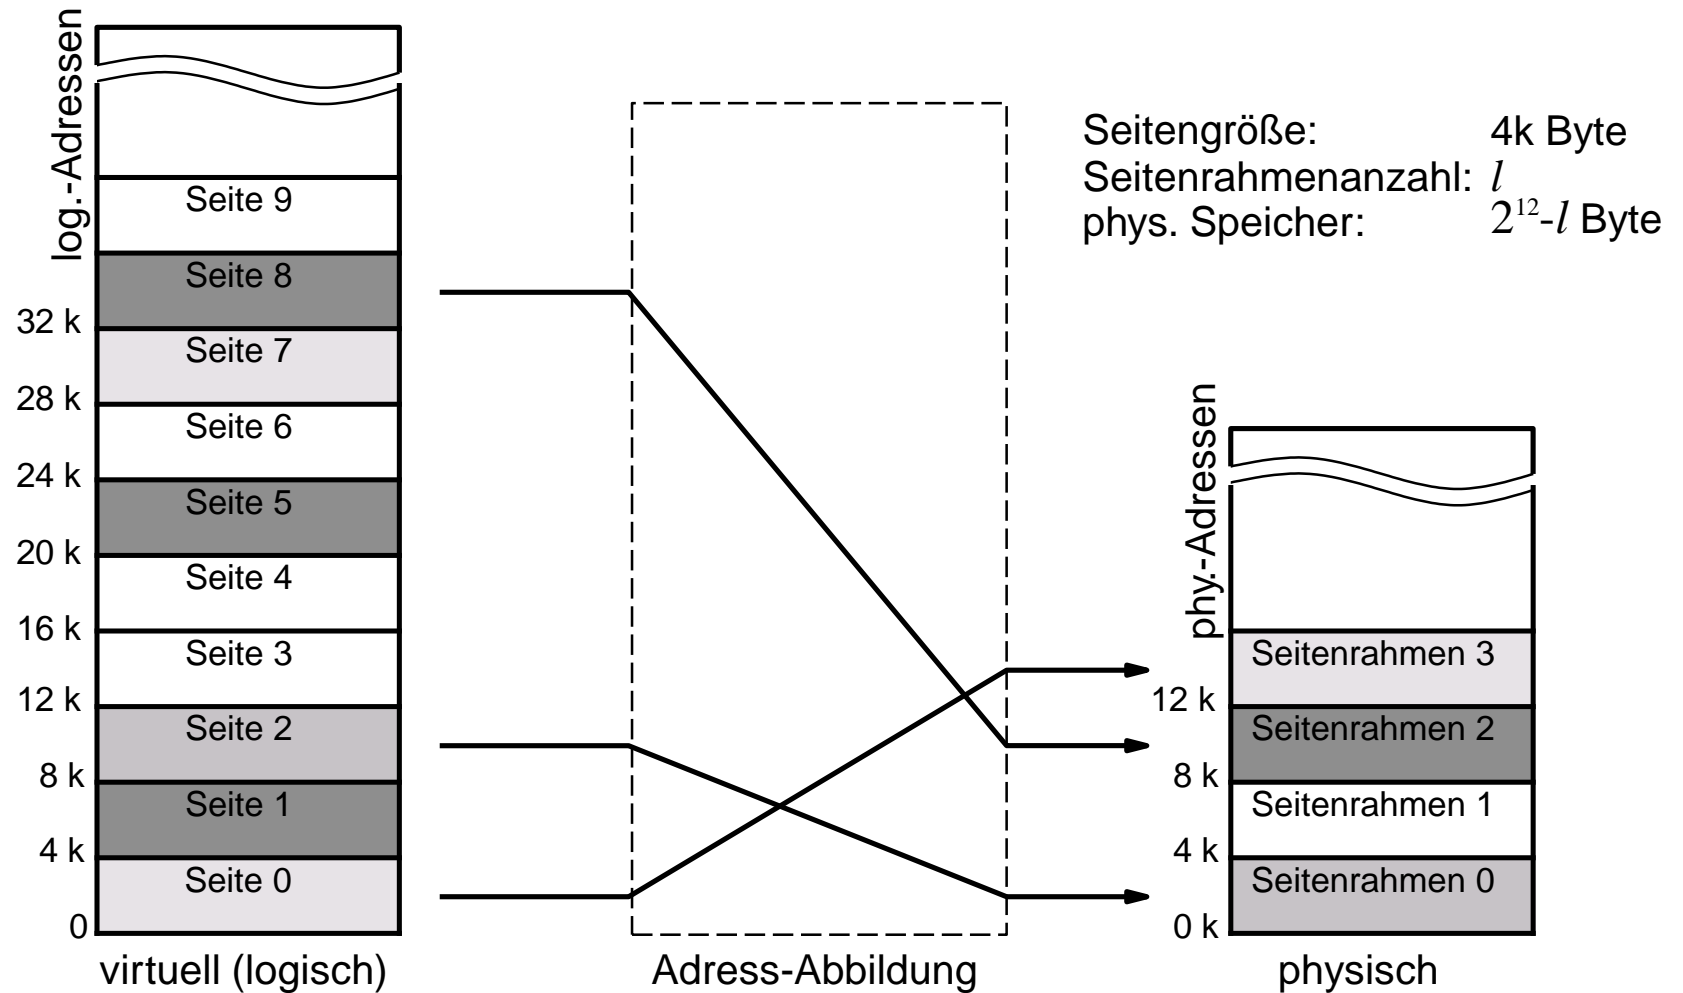 log.-Adressen
Seite 9
Seite 8
32 k
Seite 7
28 k
Seite 6
24 k
Seite 5
20 k
Seite 4
16 k
Seite 3
12 k
Seite 2
8 k
Seite 1
4 k
Seite 0
0
virtuell (logisch)
Adress-Abbildung
Seitengröße: 4k Byte
Seitenrahmenanzahl: l
phys. Speicher: 2¹²-l Byte
phy.-Adressen
Seitenrahmen 3
12 k
Seitenrahmen 2
8 k
Seitenrahmen 1
4 k
Seitenrahmen 0
0 k
physisch